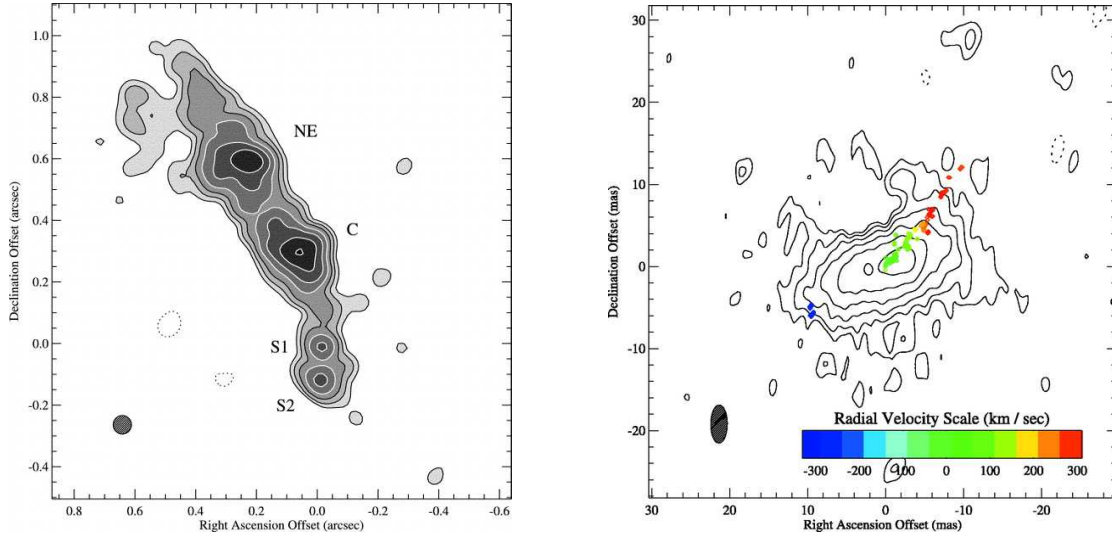 1.0
0.8
0.6
0.4
0.2
0.0
-0.2
-0.4
Declination Offset (arcsec)
NE
C
S1
S2
0.8 0.6 0.4 0.2 0.0 -0.2 -0.4 -0.6
Right Ascension Offset (arcsec)
30
20
10
0
-10
-20
Declination Offset (mas)
Radial Velocity Scale (km / sec)
-300 -200 -100 0 100 200 300
30 20 10 0 -10 -20
Right Ascension Offset (mas)